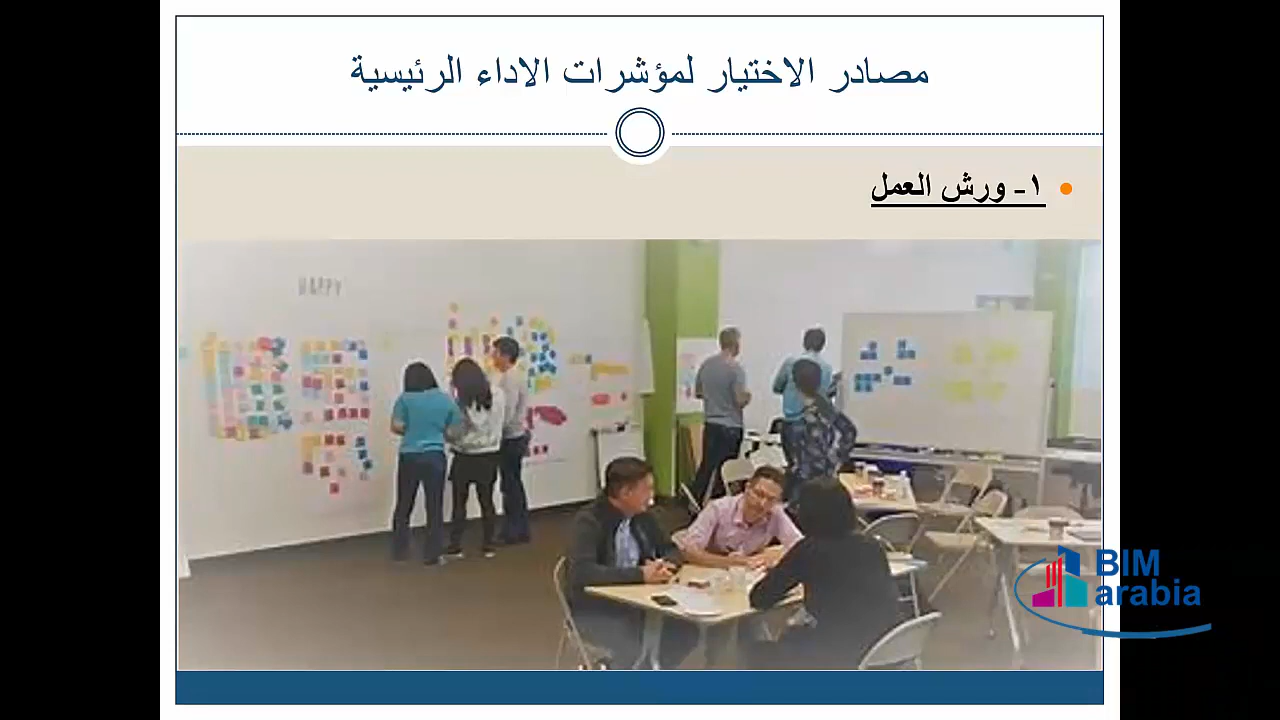 مصادر الاختيار لمؤشرات الاداء الرئيسية
١- ورش العمل
HAPPY
BIM
arabia